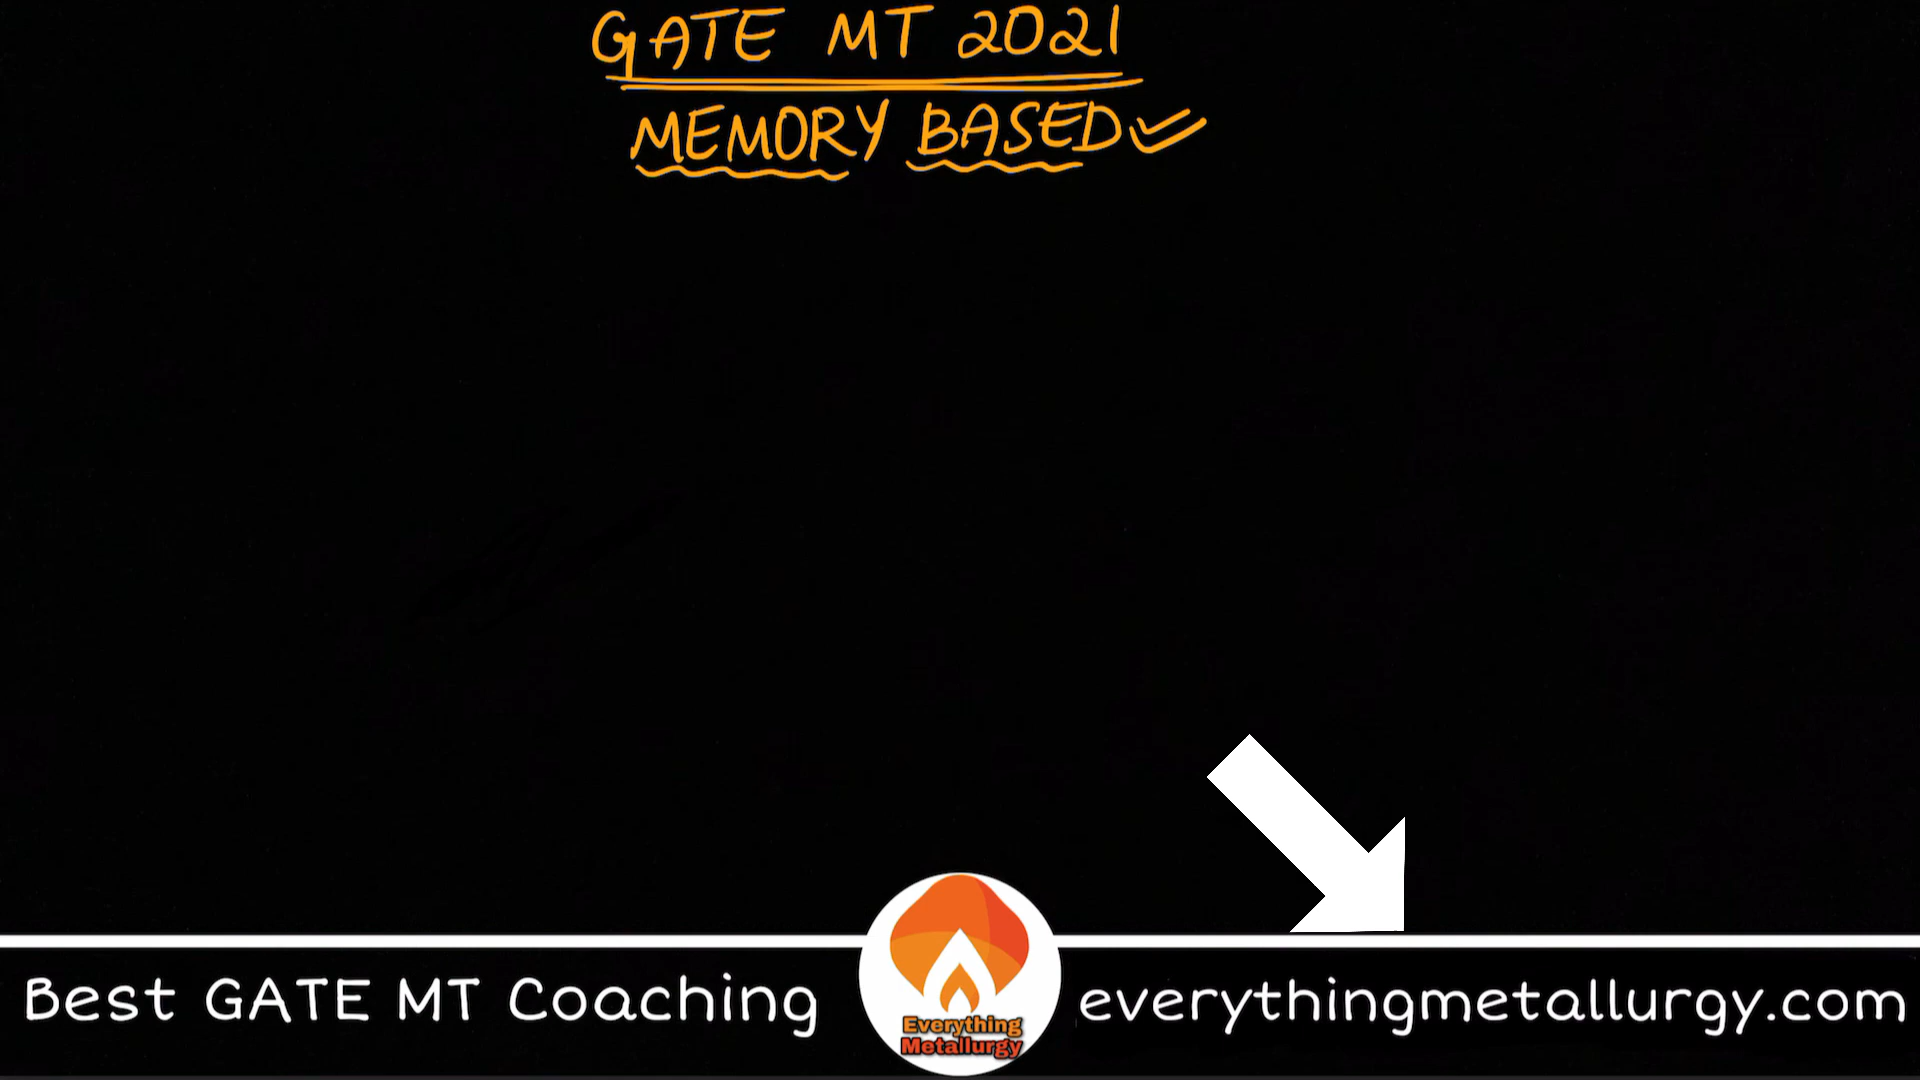 GATE MT 2021
MEMORY BASED
Best GATE MT Coaching
Everything
Metallurgy
everythingmetallurgy.com